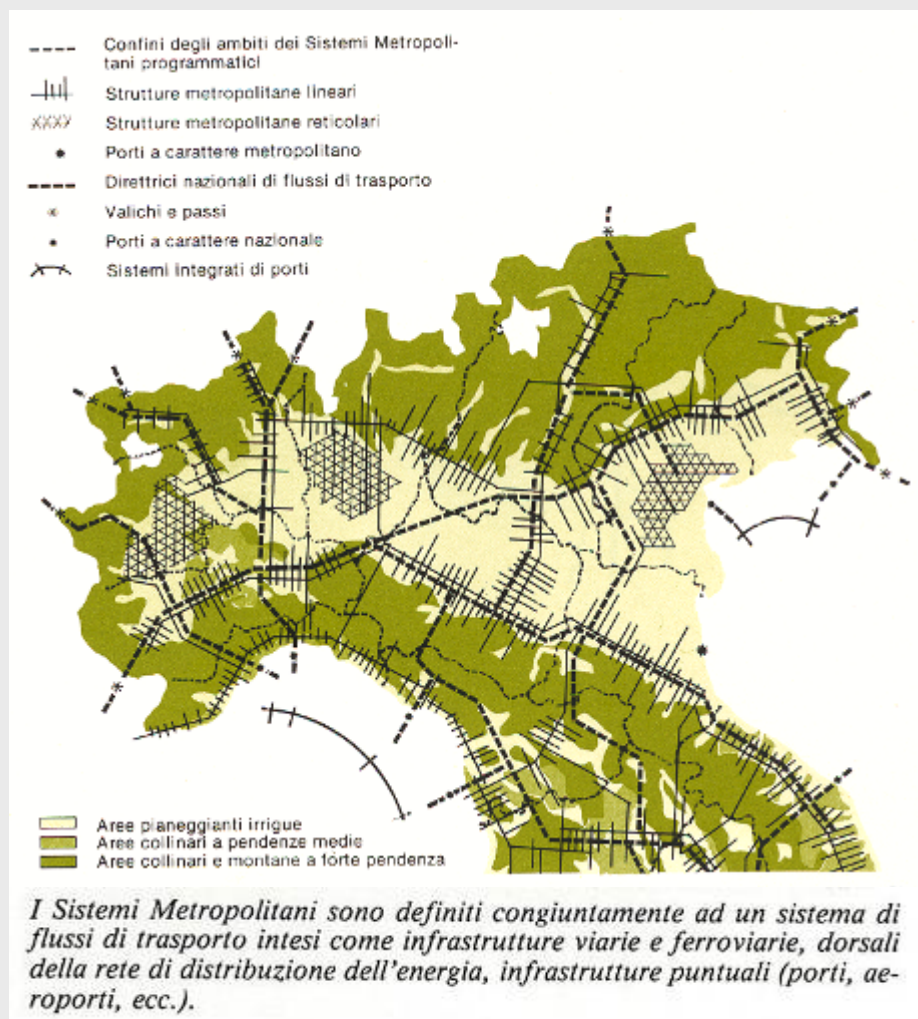 Confini degli ambiti dei Sistemi Metropoli-
tani programmatici
Strutture metropolitane lineari
Strutture metropolitane reticolari
Porti a carattere metropolitano
Direttrici nazionali di flussi di trasporto
Valichi e passi
Porti a carattere nazionale
Sistemi integrati di porti
Aree pianeggianti irrigue
Aree collinari a pendenze medie
Aree collinari e montane a forte pendenza
I Sistemi Metropolitani sono definiti congiuntamente ad un sistema di
flussi di trasporto intesi come infrastrutture viarie e ferroviarie, dorsali
della rete di distribuzione dell'energia, infrastrutture puntuali (porti, ae-
roporti, ecc.).